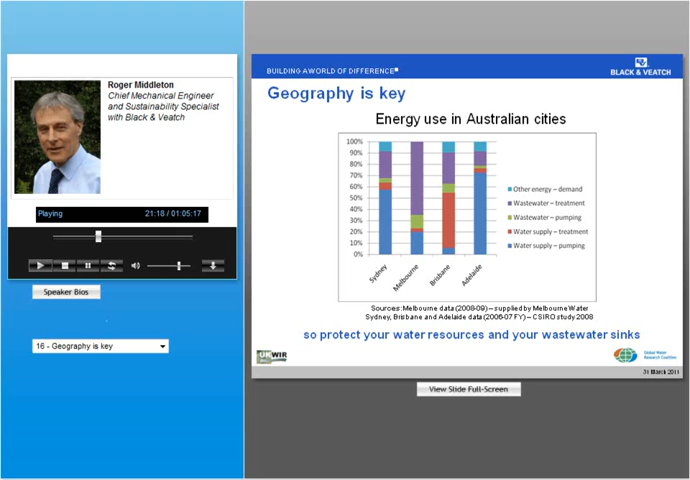 Roger Middleton
Chief Mechanical Engineer
and Sustainability Specialist
with Black & Veatch
Playing
21:18 / 01:05:17
Speaker Bios
16 - Geography is key
BUILDING A WORLD OF DIFFERENCE
BLACK & VEATCH
Geography is key
Energy use in Australian cities
100%
90%
80%
70%
60%
50%
40%
30%
20%
10%
0%
Sydney
Melbourne
Brisbane
Adelaide
Other energy – demand
Wastewater – treatment
Wastewater – pumping
Water supply – treatment
Water supply – pumping
Sources: Melbourne data (2008-09) – supplied by Melbourne Water
Sydney, Brisbane and Adelaide data (2006-07 FY) – CSIRO study 2008
so protect your water resources and your wastewater sinks
UKWIR
Global Water
Research Coalition
31 March 2011
View Slide Full-Screen